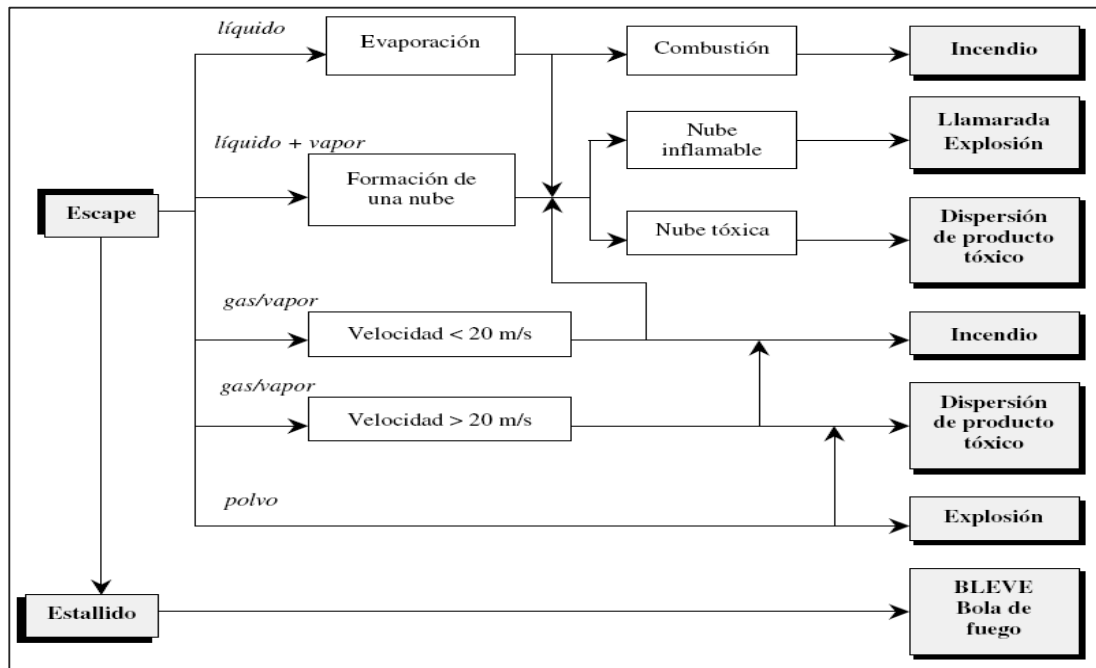 líquido
Evaporación
Combustión
Incendio
líquido + vapor
Formación de
una nube
Nube
inflamable
Llamarada
Explosión
Escape
Nube tóxica
Dispersión
de producto
tóxico
gas/vapor
Velocidad < 20 m/s
Incendio
gas/vapor
Velocidad > 20 m/s
Dispersión
de producto
tóxico
polvo
Explosión
Estallido
BLEVE
Bola de
fuego